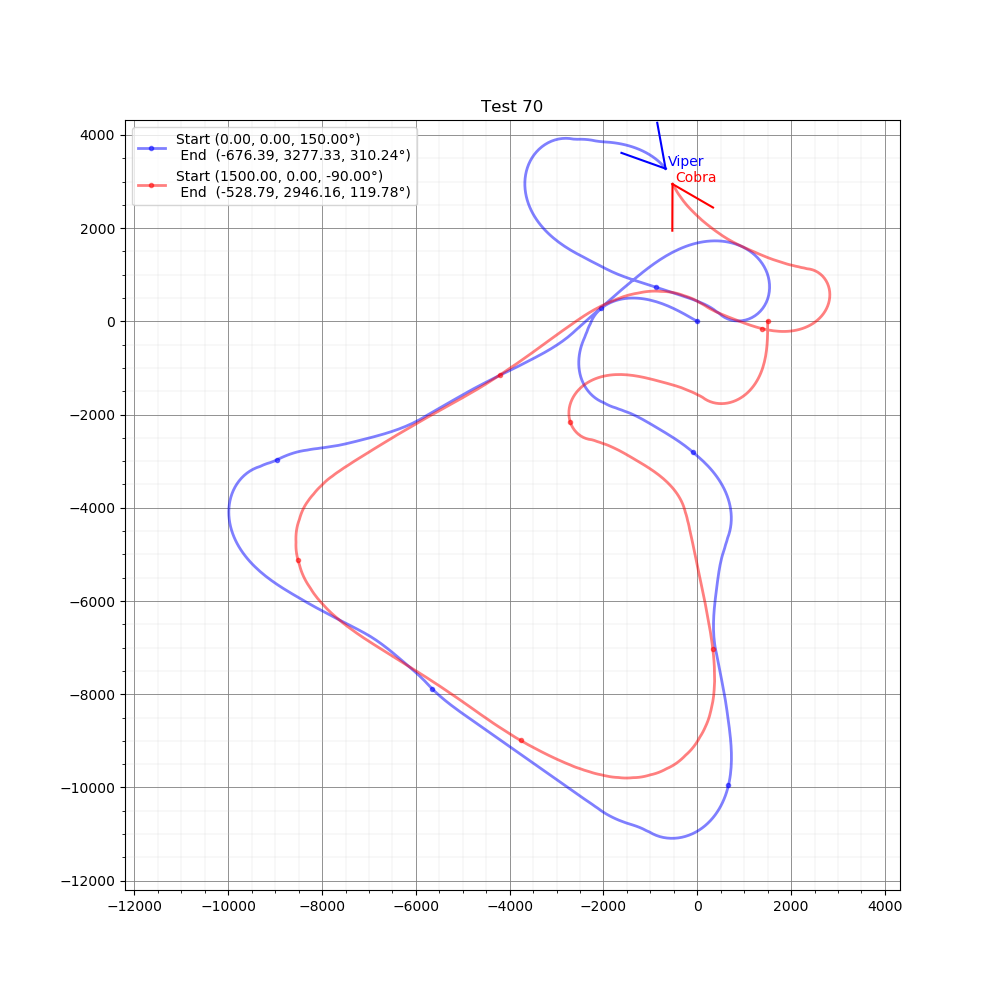 Test 70
Start (0.00, 0.00, 150.00°)
End (-676.39, 3277.33, 310.24°)
Start (1500.00, 0.00, -90.00°)
End (-528.79, 2946.16, 119.78°)
Viper
Cobra
4000
2000
0
−2000
−4000
−6000
−8000
−10000
−12000
−12000 −10000 −8000 −6000 −4000 −2000 0 2000 4000